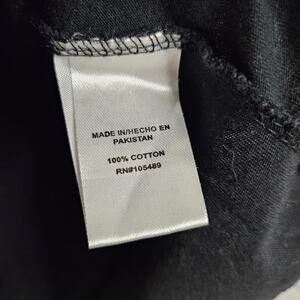 MADE IN/HECHO EN
PAKISTAN
100% COTTON
RN#105489